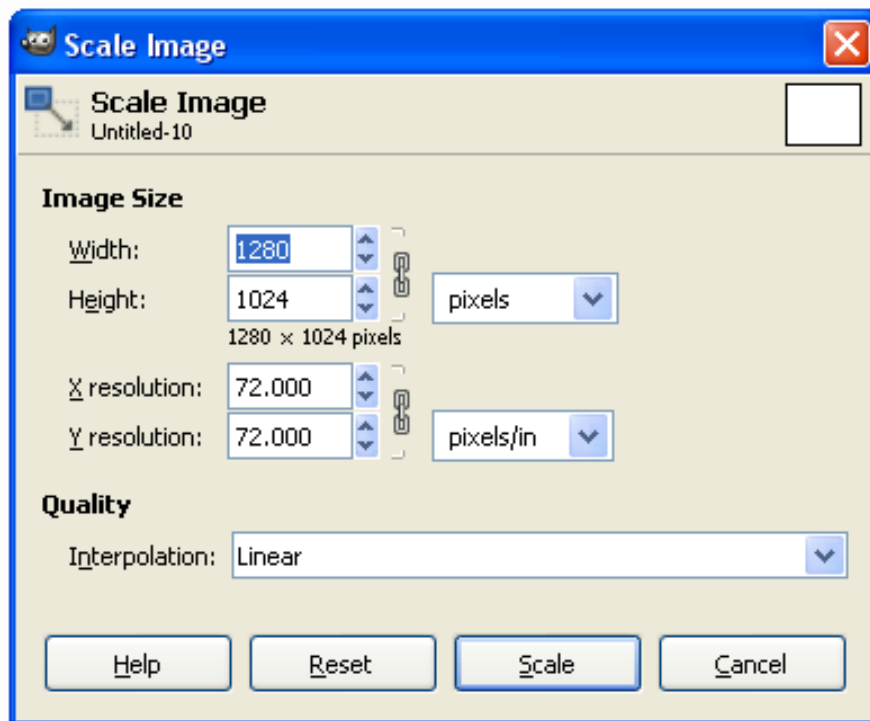 Scale Image
Scale Image
Untitled-10
Image Size
Width: 1280
Height: 1024 pixels
1280 × 1024 pixels
X resolution: 72.000
Y resolution: 72.000 pixels/in
Quality
Interpolation: Linear
Help Reset Scale Cancel